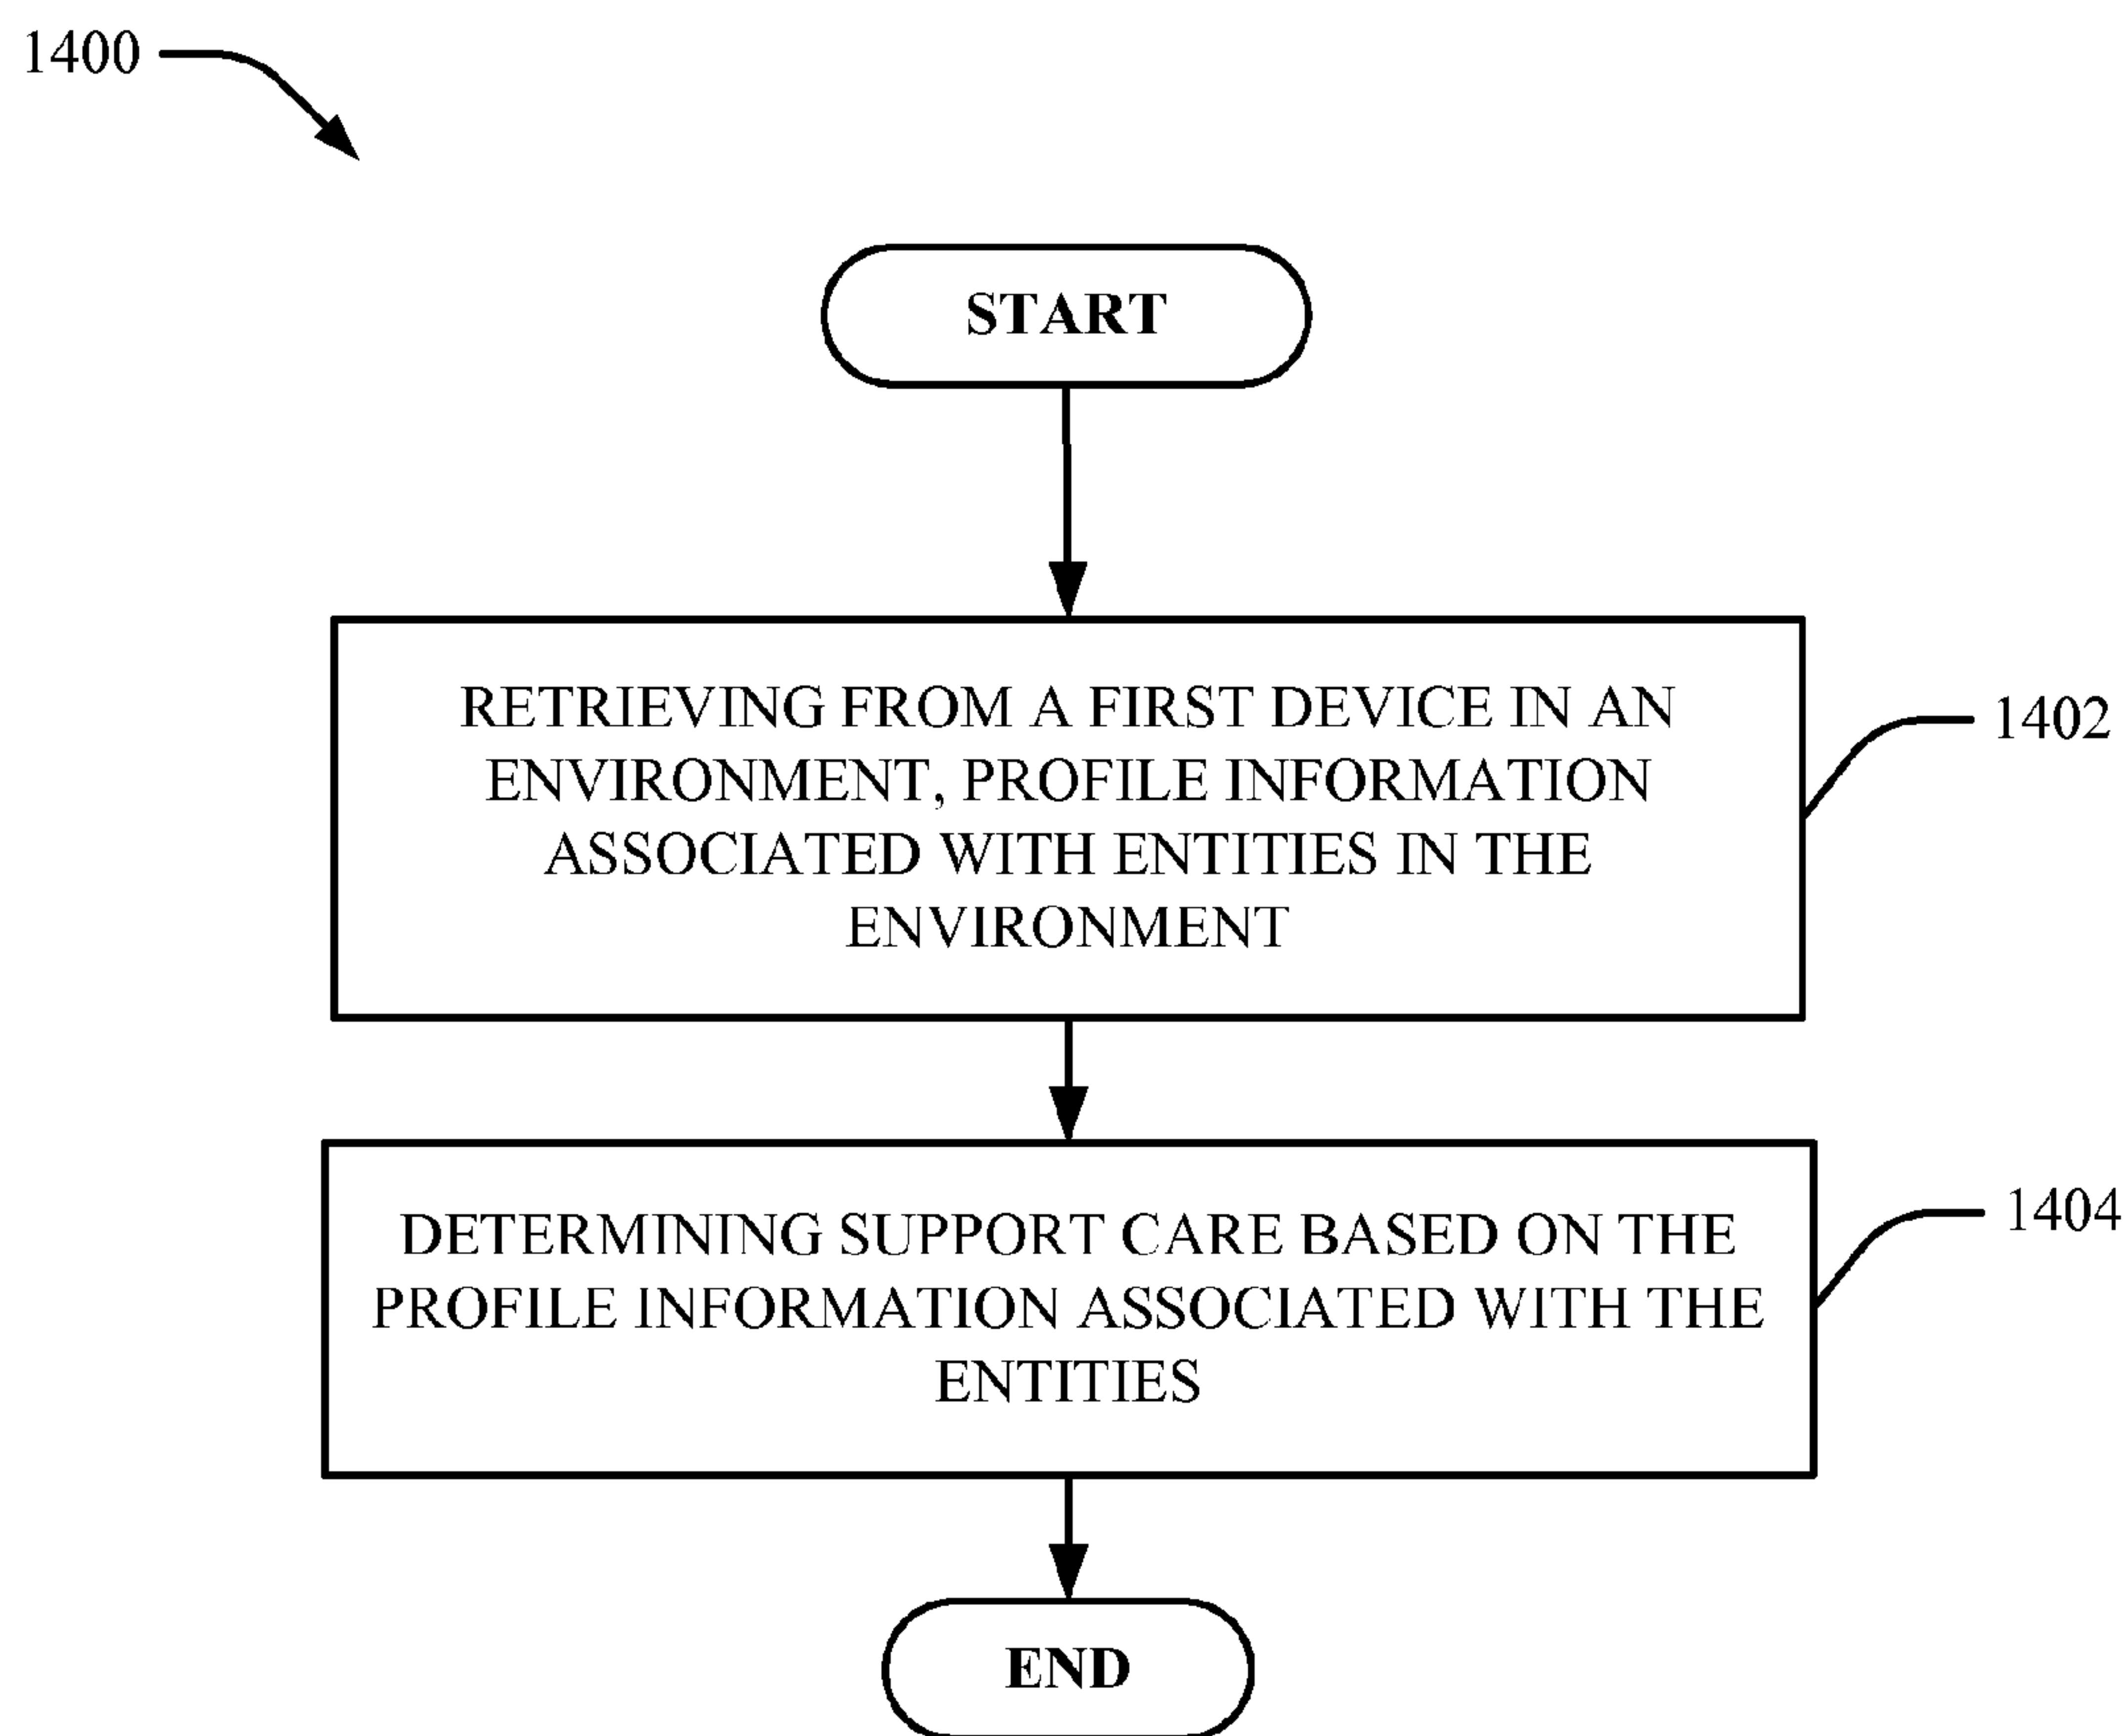 1400
START
RETRIEVING FROM A FIRST DEVICE IN AN
ENVIRONMENT, PROFILE INFORMATION
ASSOCIATED WITH ENTITIES IN THE
ENVIRONMENT
1402
DETERMINING SUPPORT CARE BASED ON THE
PROFILE INFORMATION ASSOCIATED WITH THE
ENTITIES
1404
END